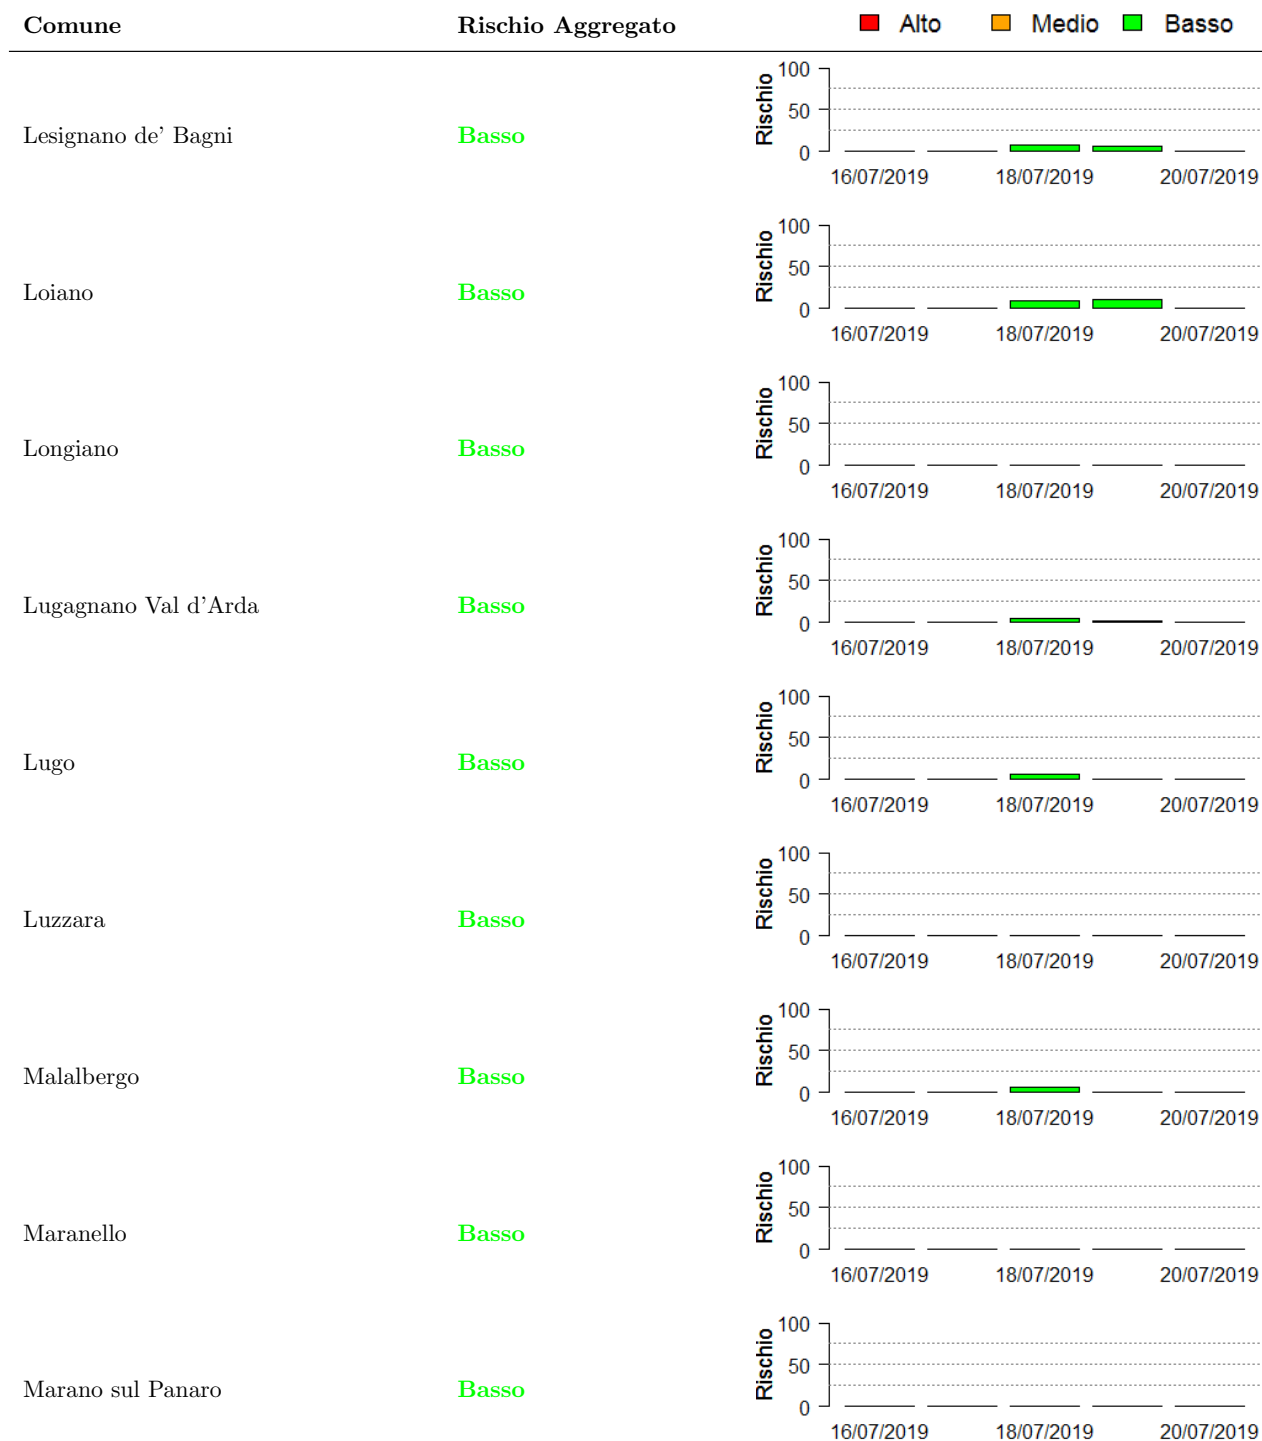 Comune Rischio Aggregato Alto Medio Basso
100
50
0
Rischio
Lesignano de' Bagni Basso
16/07/2019 18/07/2019 20/07/2019
100
50
0
Rischio
Loiano Basso
16/07/2019 18/07/2019 20/07/2019
100
50
0
Rischio
Longiano Basso
16/07/2019 18/07/2019 20/07/2019
100
50
0
Rischio
Lugagnano Val d'Arda Basso
16/07/2019 18/07/2019 20/07/2019
100
50
0
Rischio
Lugo Basso
16/07/2019 18/07/2019 20/07/2019
100
50
0
Rischio
Luzzara Basso
16/07/2019 18/07/2019 20/07/2019
100
50
0
Rischio
Malalbergo Basso
16/07/2019 18/07/2019 20/07/2019
100
50
0
Rischio
Maranello Basso
16/07/2019 18/07/2019 20/07/2019
100
50
0
Rischio
Marano sul Panaro Basso
16/07/2019 18/07/2019 20/07/2019